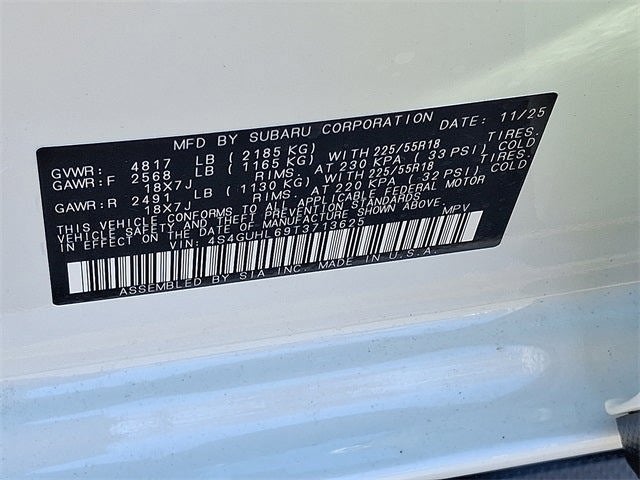 MFD BY SUBARU CORPORATION DATE: 11/25
GVWR: 4817 LB (2185 KG)
GAWR:F 2568 LB (1165 KG) WITH 225/55R18 TIRES.
18X7J RIMS. AT 230 KPA (33 PSI) COLD
GAWR:R 2491 LB (1130 KG) WITH 225/55R18 TIRES.
18X7J RIMS. AT 220 KPA (32 PSI) COLD
THIS VEHICLE CONFORMS TO ALL APPLICABLE FEDERAL MOTOR
VEHICLE SAFETY AND THEFT PREVENTION STANDARDS
IN EFFECT ON THE DATE OF MANUFACTURE SHOWN ABOVE.
VIN: 4S4GUHL69T3713625 MPV
ASSEMBLED BY SIA INC. MADE IN U.S.A.